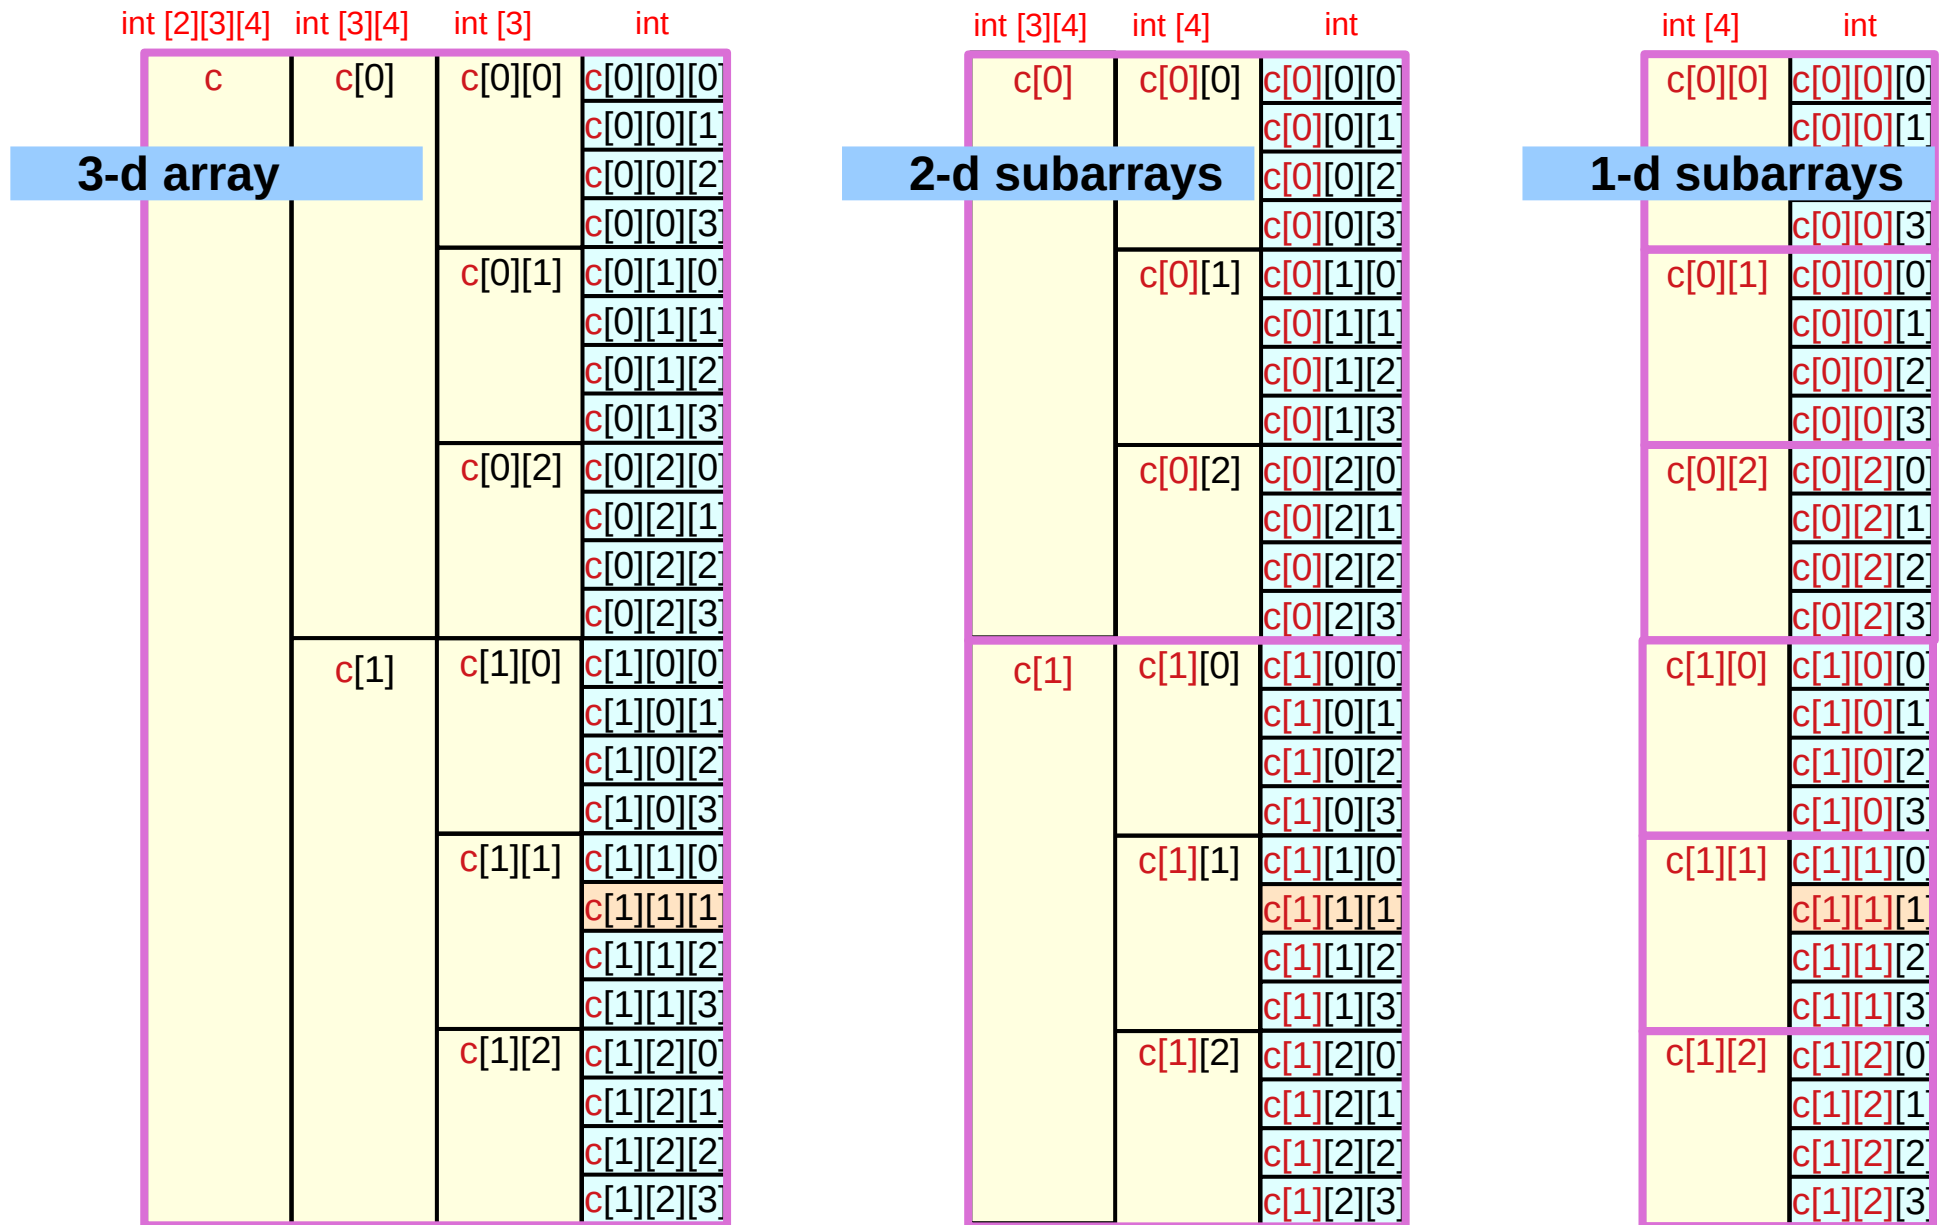 int [2][3][4] int [3][4] int [3] int
c c[0] c[0][0] c[0][0][0]
c[0][0][1]
3-d array c[0][0][2]
c[0][0][3]
c[0][1] c[0][1][0]
c[0][1][1]
c[0][1][2]
c[0][1][3]
c[0][2] c[0][2][0]
c[0][2][1]
c[0][2][2]
c[0][2][3]
c[1] c[1][0] c[1][0][0]
c[1][0][1]
c[1][0][2]
c[1][0][3]
c[1][1] c[1][1][0]
c[1][1][1]
c[1][1][2]
c[1][1][3]
c[1][2] c[1][2][0]
c[1][2][1]
c[1][2][2]
c[1][2][3]
int [3][4] int [4] int
c[0] c[0][0] c[0][0][0]
c[0][0][1]
2-d subarrays c[0][0][2]
c[0][0][3]
c[0][1] c[0][1][0]
c[0][1][1]
c[0][1][2]
c[0][1][3]
c[0][2] c[0][2][0]
c[0][2][1]
c[0][2][2]
c[0][2][3]
c[1] c[1][0] c[1][0][0]
c[1][0][1]
c[1][0][2]
c[1][0][3]
c[1][1] c[1][1][0]
c[1][1][1]
c[1][1][2]
c[1][1][3]
c[1][2] c[1][2][0]
c[1][2][1]
c[1][2][2]
c[1][2][3]
int [4] int
c[0][0] c[0][0][0]
c[0][0][1]
1-d subarrays
c[0][0][3]
c[0][1] c[0][0][0]
c[0][0][1]
c[0][0][2]
c[0][0][3]
c[0][2] c[0][2][0]
c[0][2][1]
c[0][2][2]
c[0][2][3]
c[1][0] c[1][0][0]
c[1][0][1]
c[1][0][2]
c[1][0][3]
c[1][1] c[1][1][0]
c[1][1][1]
c[1][1][2]
c[1][1][3]
c[1][2] c[1][2][0]
c[1][2][1]
c[1][2][2]
c[1][2][3]